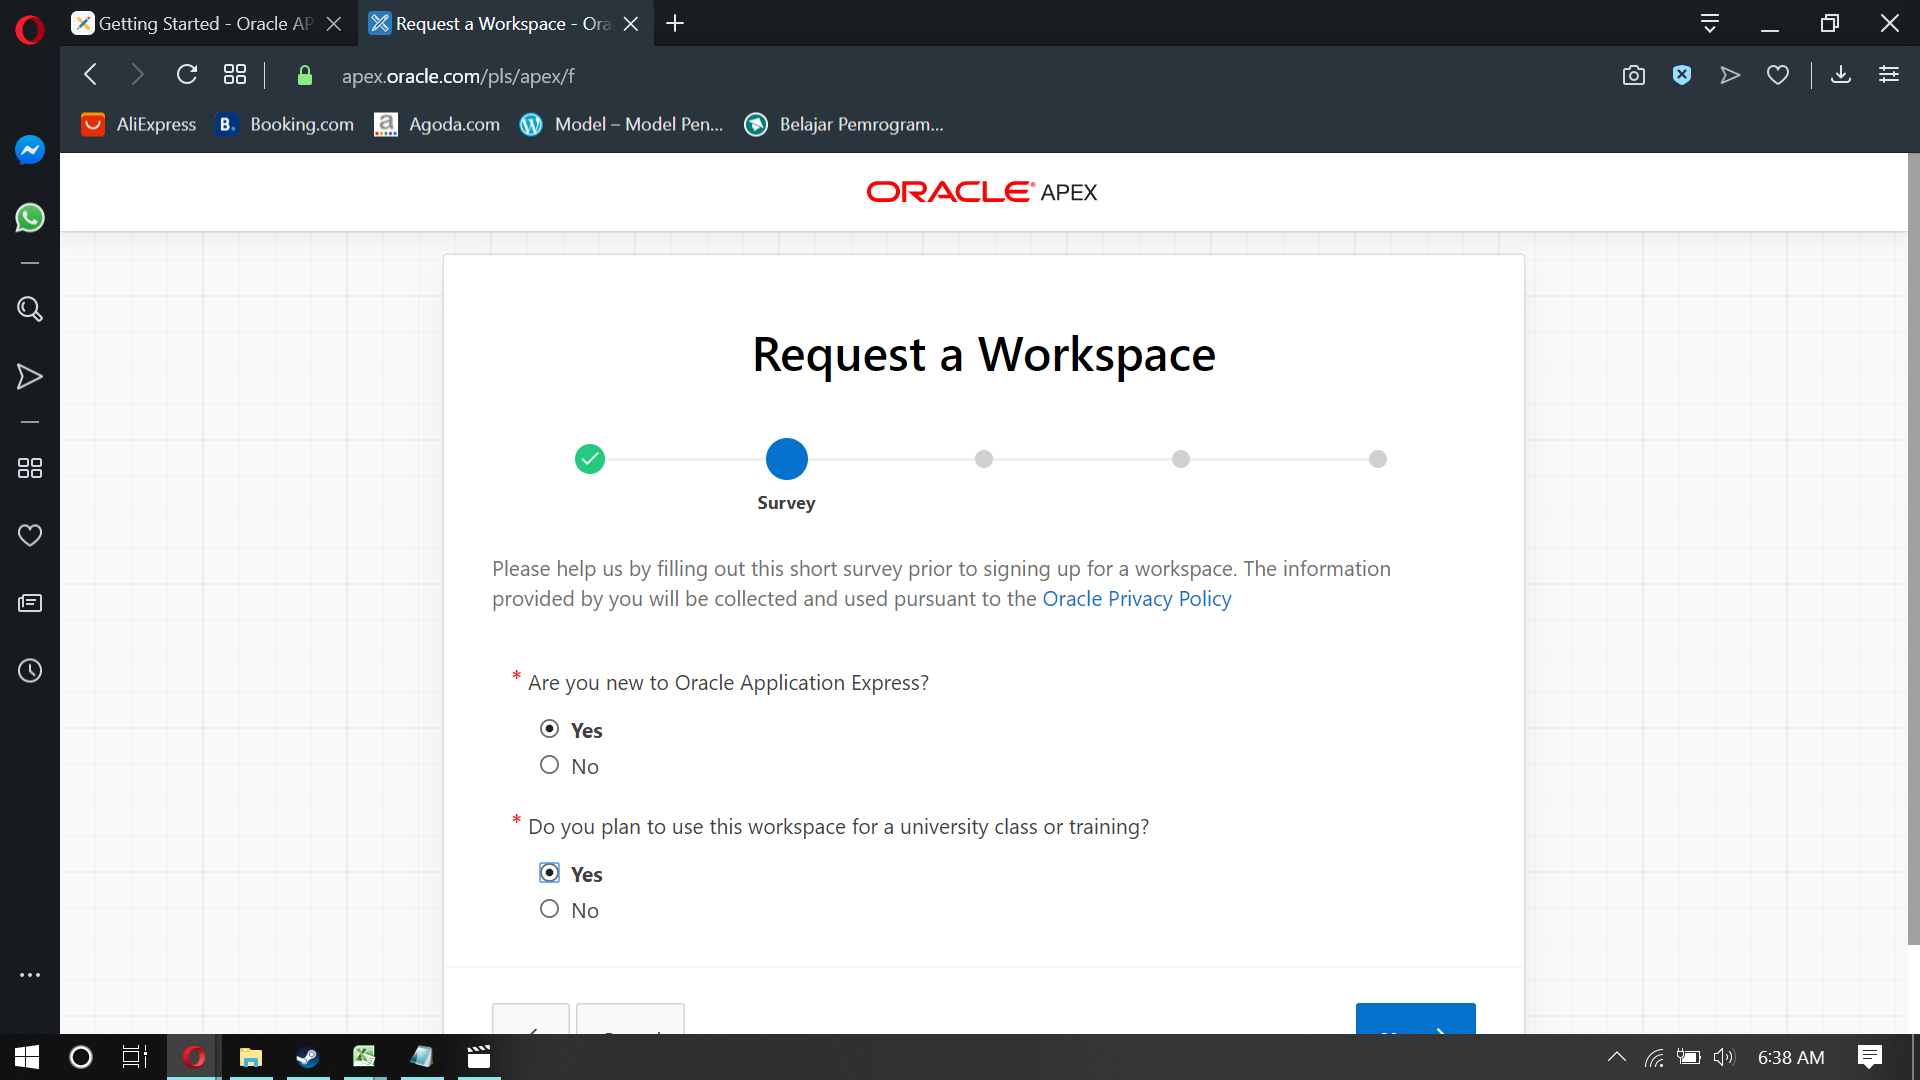 Getting Started - Oracle AP
Request a Workspace - Ora
apex.oracle.com/pls/apex/f
AliExpress
B. Booking.com
a Agoda.com
Model – Model Pen...
Belajar Pemrogram...
ORACLE APEX
Request a Workspace
Survey
Please help us by filling out this short survey prior to signing up for a workspace. The information
provided by you will be collected and used pursuant to the Oracle Privacy Policy
* Are you new to Oracle Application Express?
Yes
No
* Do you plan to use this workspace for a university class or training?
Yes
No
6:38 AM